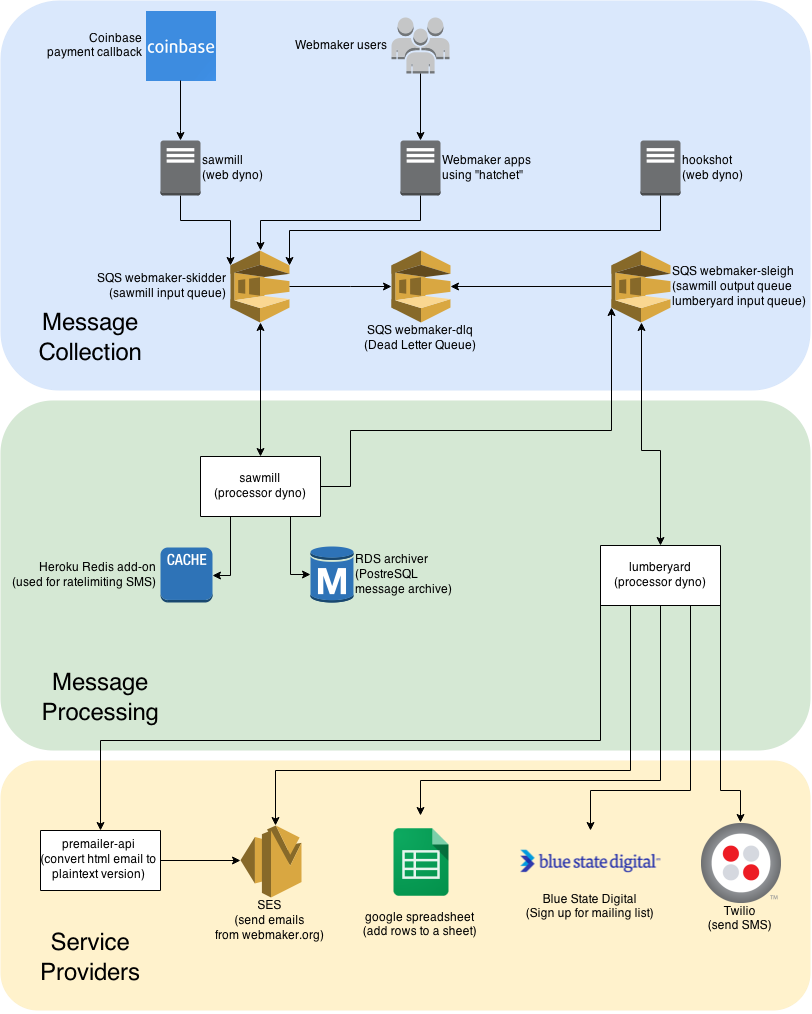 Coinbase
payment callback
coinbase
Webmaker users
sawmill
(web dyno)
Webmaker apps
using "hatchet"
hookshot
(web dyno)
SQS webmaker-skidder
(sawmill input queue)
SQS webmaker-dlq
(Dead Letter Queue)
SQS webmaker-sleigh
(sawmill output queue
lumberyard input queue)
Message
Collection
sawmill
(processor dyno)
Heroku Redis add-on
(used for ratelimiting SMS)
CACHE
M
RDS archiver
(PostreSQL
message archive)
lumberyard
(processor dyno)
Message
Processing
premailer-api
(convert html email to
plaintext version)
SES
(send emails
from webmaker.org)
google spreadsheet
(add rows to a sheet)
blue state digital
Blue State Digital
(Sign up for mailing list)
TM
Twilio
(send SMS)
Service
Providers